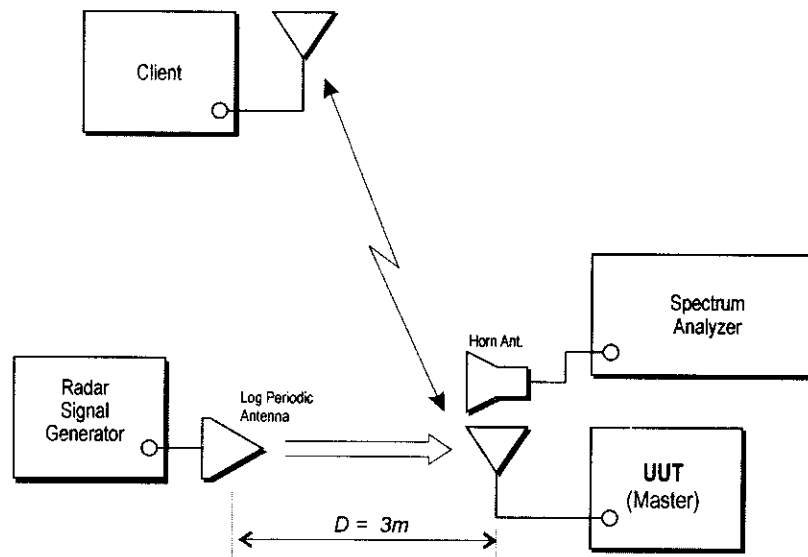 Client
Spectrum
Analyzer
Horn Ant.
Radar
Signal
Generator
Log Periodic
Antenna
UUT
(Master)
D = 3m